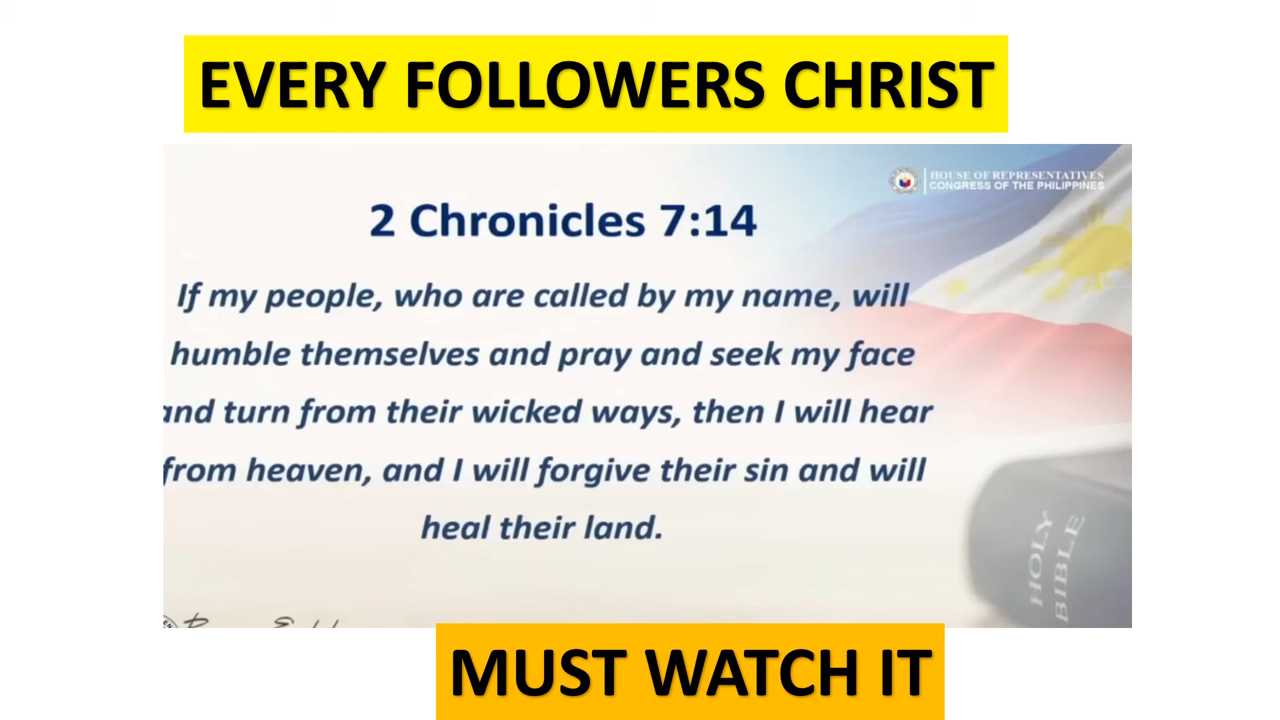 EVERY FOLLOWERS CHRIST
HOUSE OF REPRESENTATIVES
CONGRESS OF THE PHILIPPINES
2 Chronicles 7:14
If my people, who are called by my name, will
humble themselves and pray and seek my face
and turn from their wicked ways, then I will hear
from heaven, and I will forgive their sin and will
heal their land.
HOLY
BIBLE
MUST WATCH IT